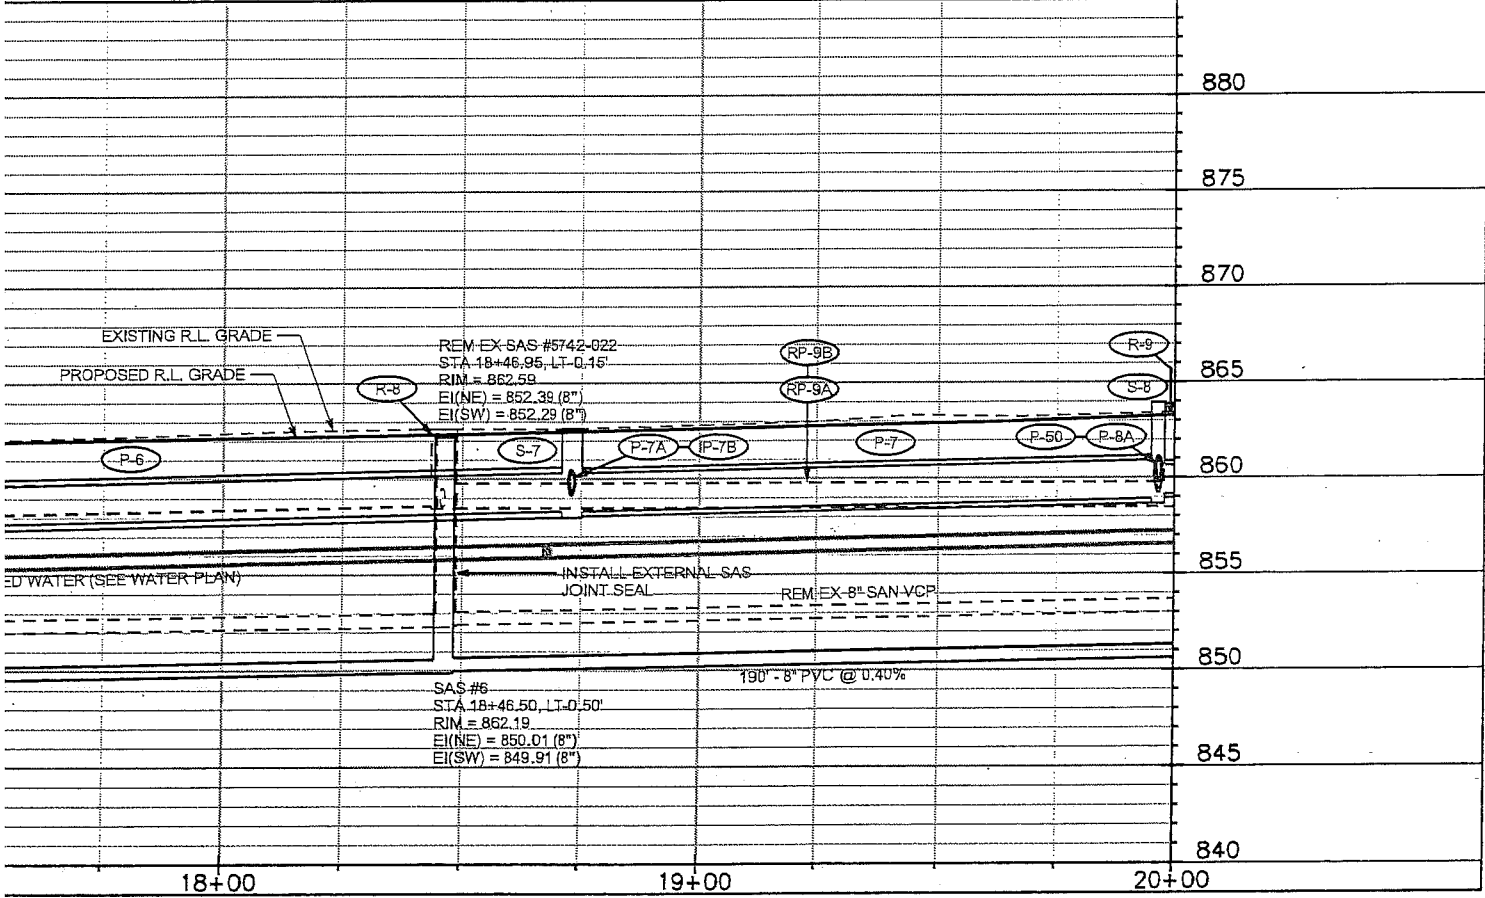 880
875
870
EXISTING R.L. GRADE
REM EX SAS #5742-022
STA 18+46.95, LT-0.15'
RIM = 862.59
EI(NE) = 852.39 (8")
EI(SW) = 852.29 (8")
PROPOSED R.L. GRADE
R-8
RP-9B
RP-9A
R-9
S-8
865
P-6
S-7
P-7A
IP-7B
P-7
P-50
P-8A
860
855
ED WATER (SEE WATER PLAN)
INSTALL EXTERNAL SAS
JOINT SEAL
REM EX 8" SAN VCP
850
190' - 8" PVC @ 0.40%
SAS #6
STA 18+46.50, LT-0.50'
RIM = 862.19
EI(NE) = 850.01 (8")
EI(SW) = 849.91 (8")
845
840
18+00
19+00
20+00